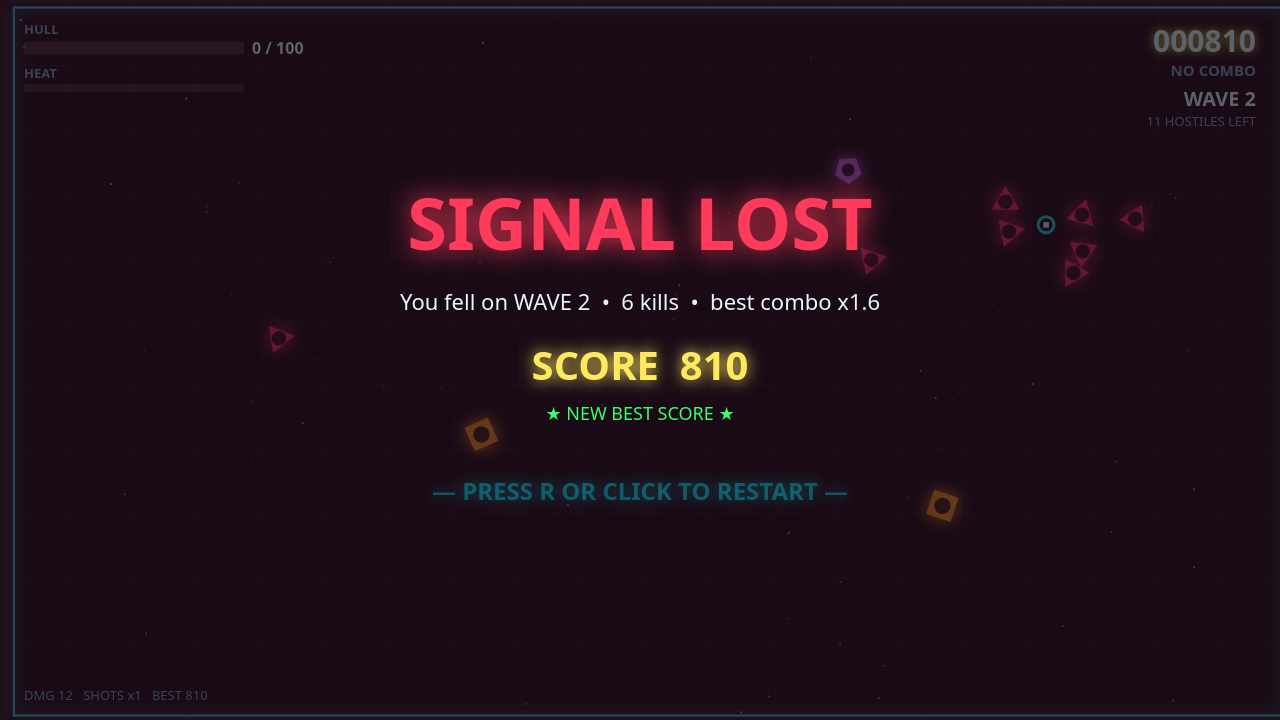 HULL
0 / 100
HEAT
000810
NO COMBO
WAVE 2
11 HOSTILES LEFT
SIGNAL LOST
You fell on WAVE 2 • 6 kills • best combo x1.6
SCORE 810
★ NEW BEST SCORE ★
— PRESS R OR CLICK TO RESTART —
DMG 12 SHOTS x1 BEST 810